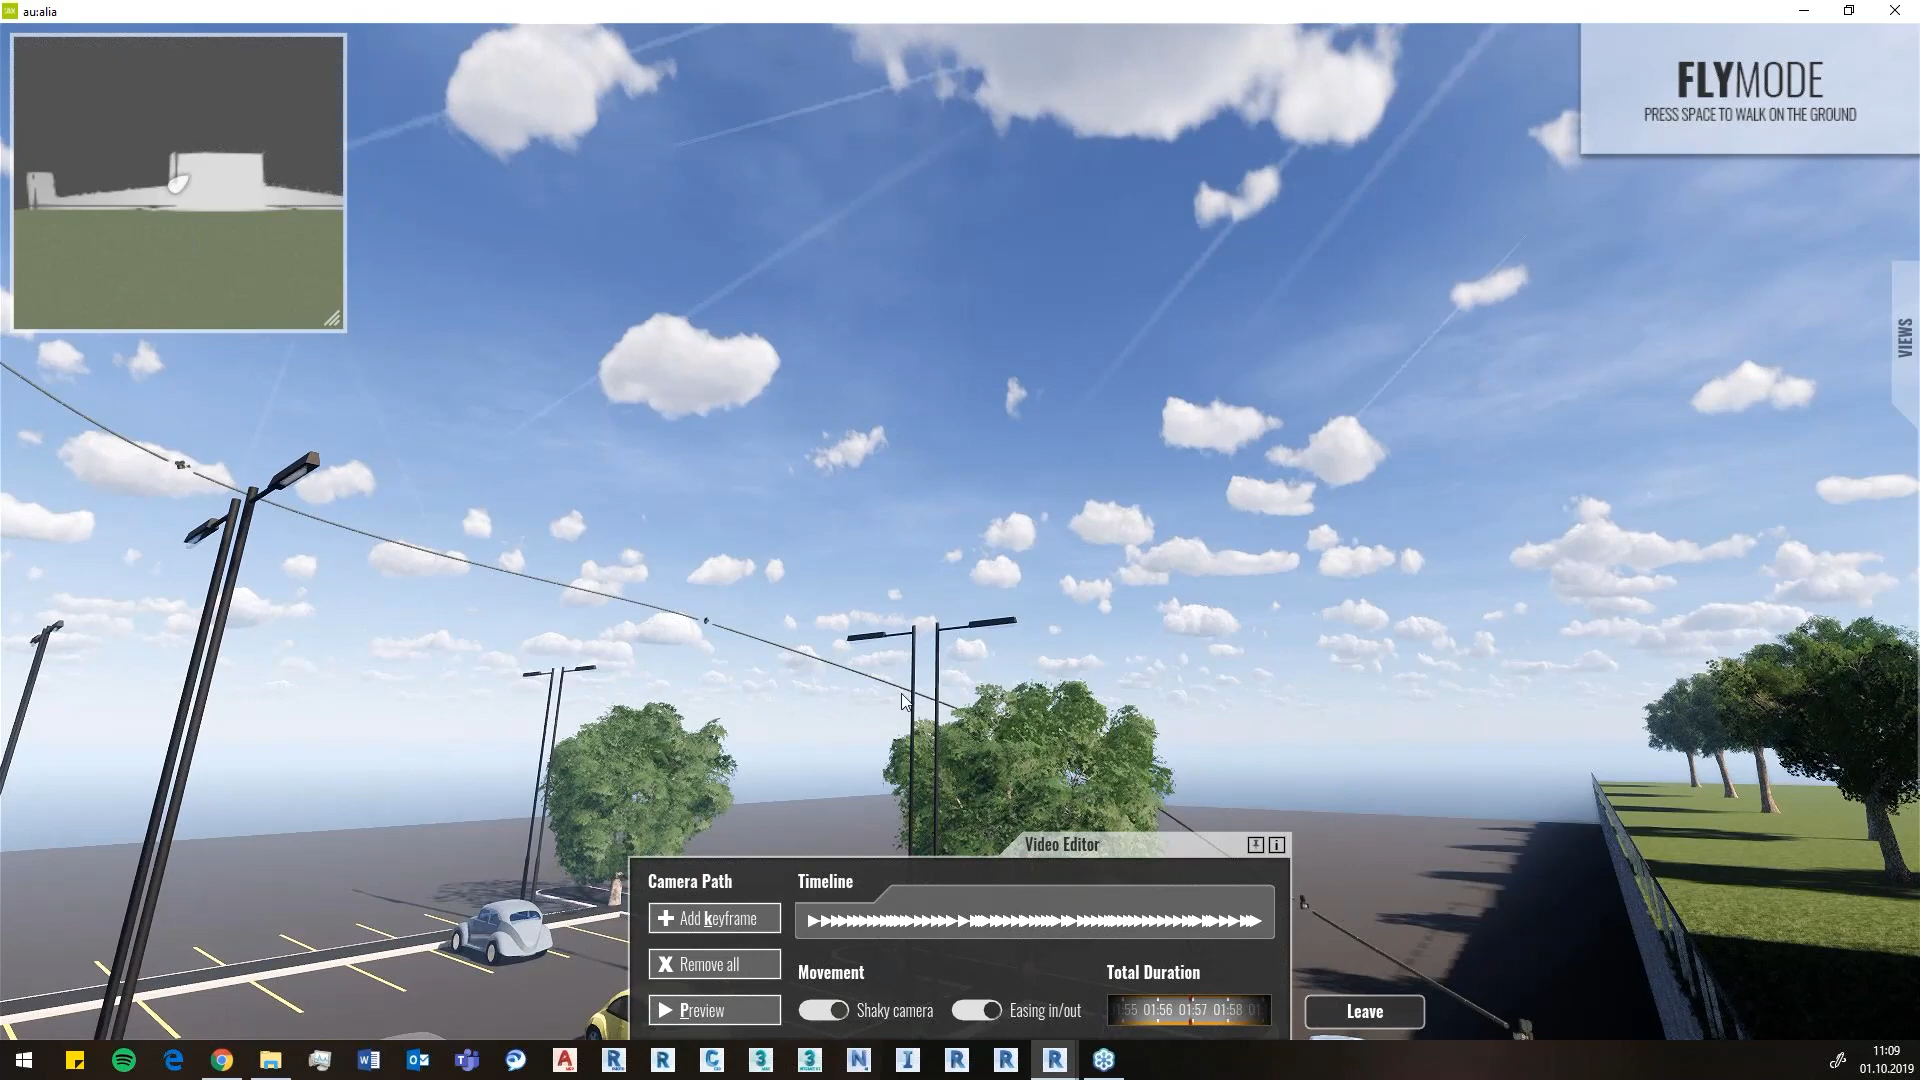 au:alia
FLYMODE
PRESS SPACE TO WALK ON THE GROUND
VIEWS
Video Editor
i
Camera Path
Timeline
Add keyframe
X Remove all
Movement
Total Duration
Preview
Shaky camera
Easing in/out
:55 01:56 01:57 01:58 01:
Leave
11:09
01.10.2019